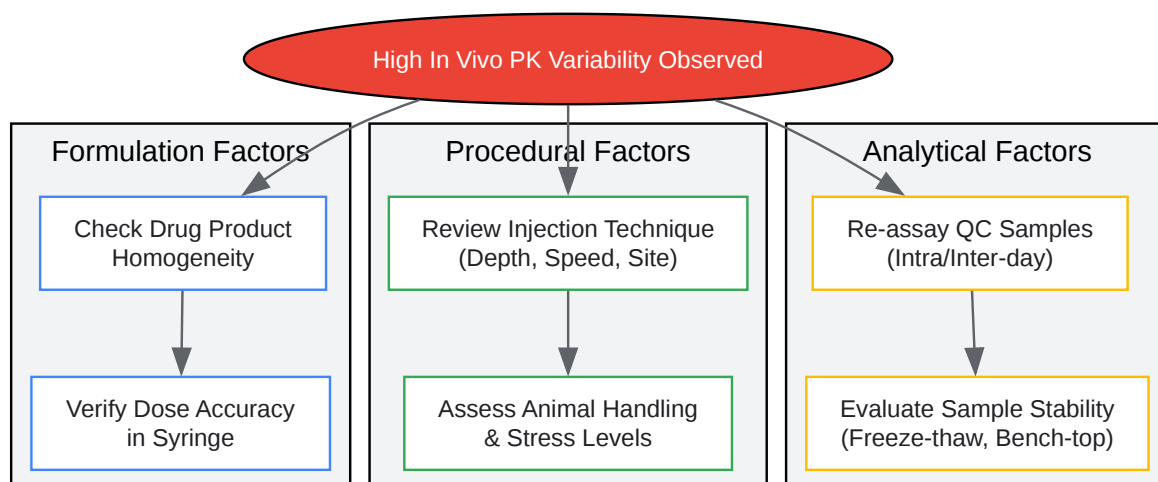 High In Vivo PK Variability Observed
Formulation Factors
Check Drug Product
Homogeneity
Verify Dose Accuracy
in Syringe
Procedural Factors
Review Injection Technique
(Depth, Speed, Site)
Assess Animal Handling
& Stress Levels
Analytical Factors
Re-assay QC Samples
(Intra/Inter-day)
Evaluate Sample Stability
(Freeze-thaw, Bench-top)